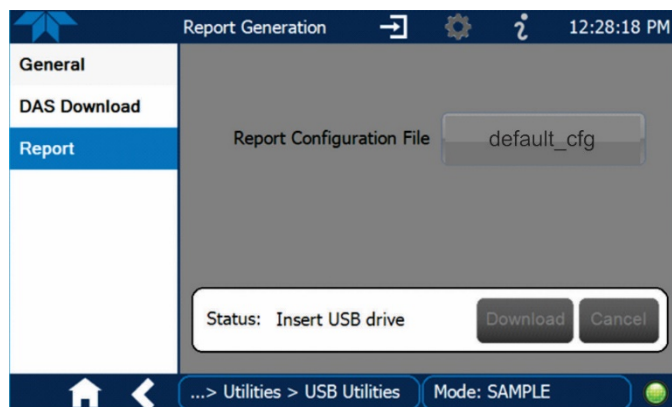 Report Generation 12:28:18 PM
General
DAS Download
Report
Report Configuration File default_cfg
Status: Insert USB drive Download Cancel
...> Utilities > USB Utilities Mode: SAMPLE